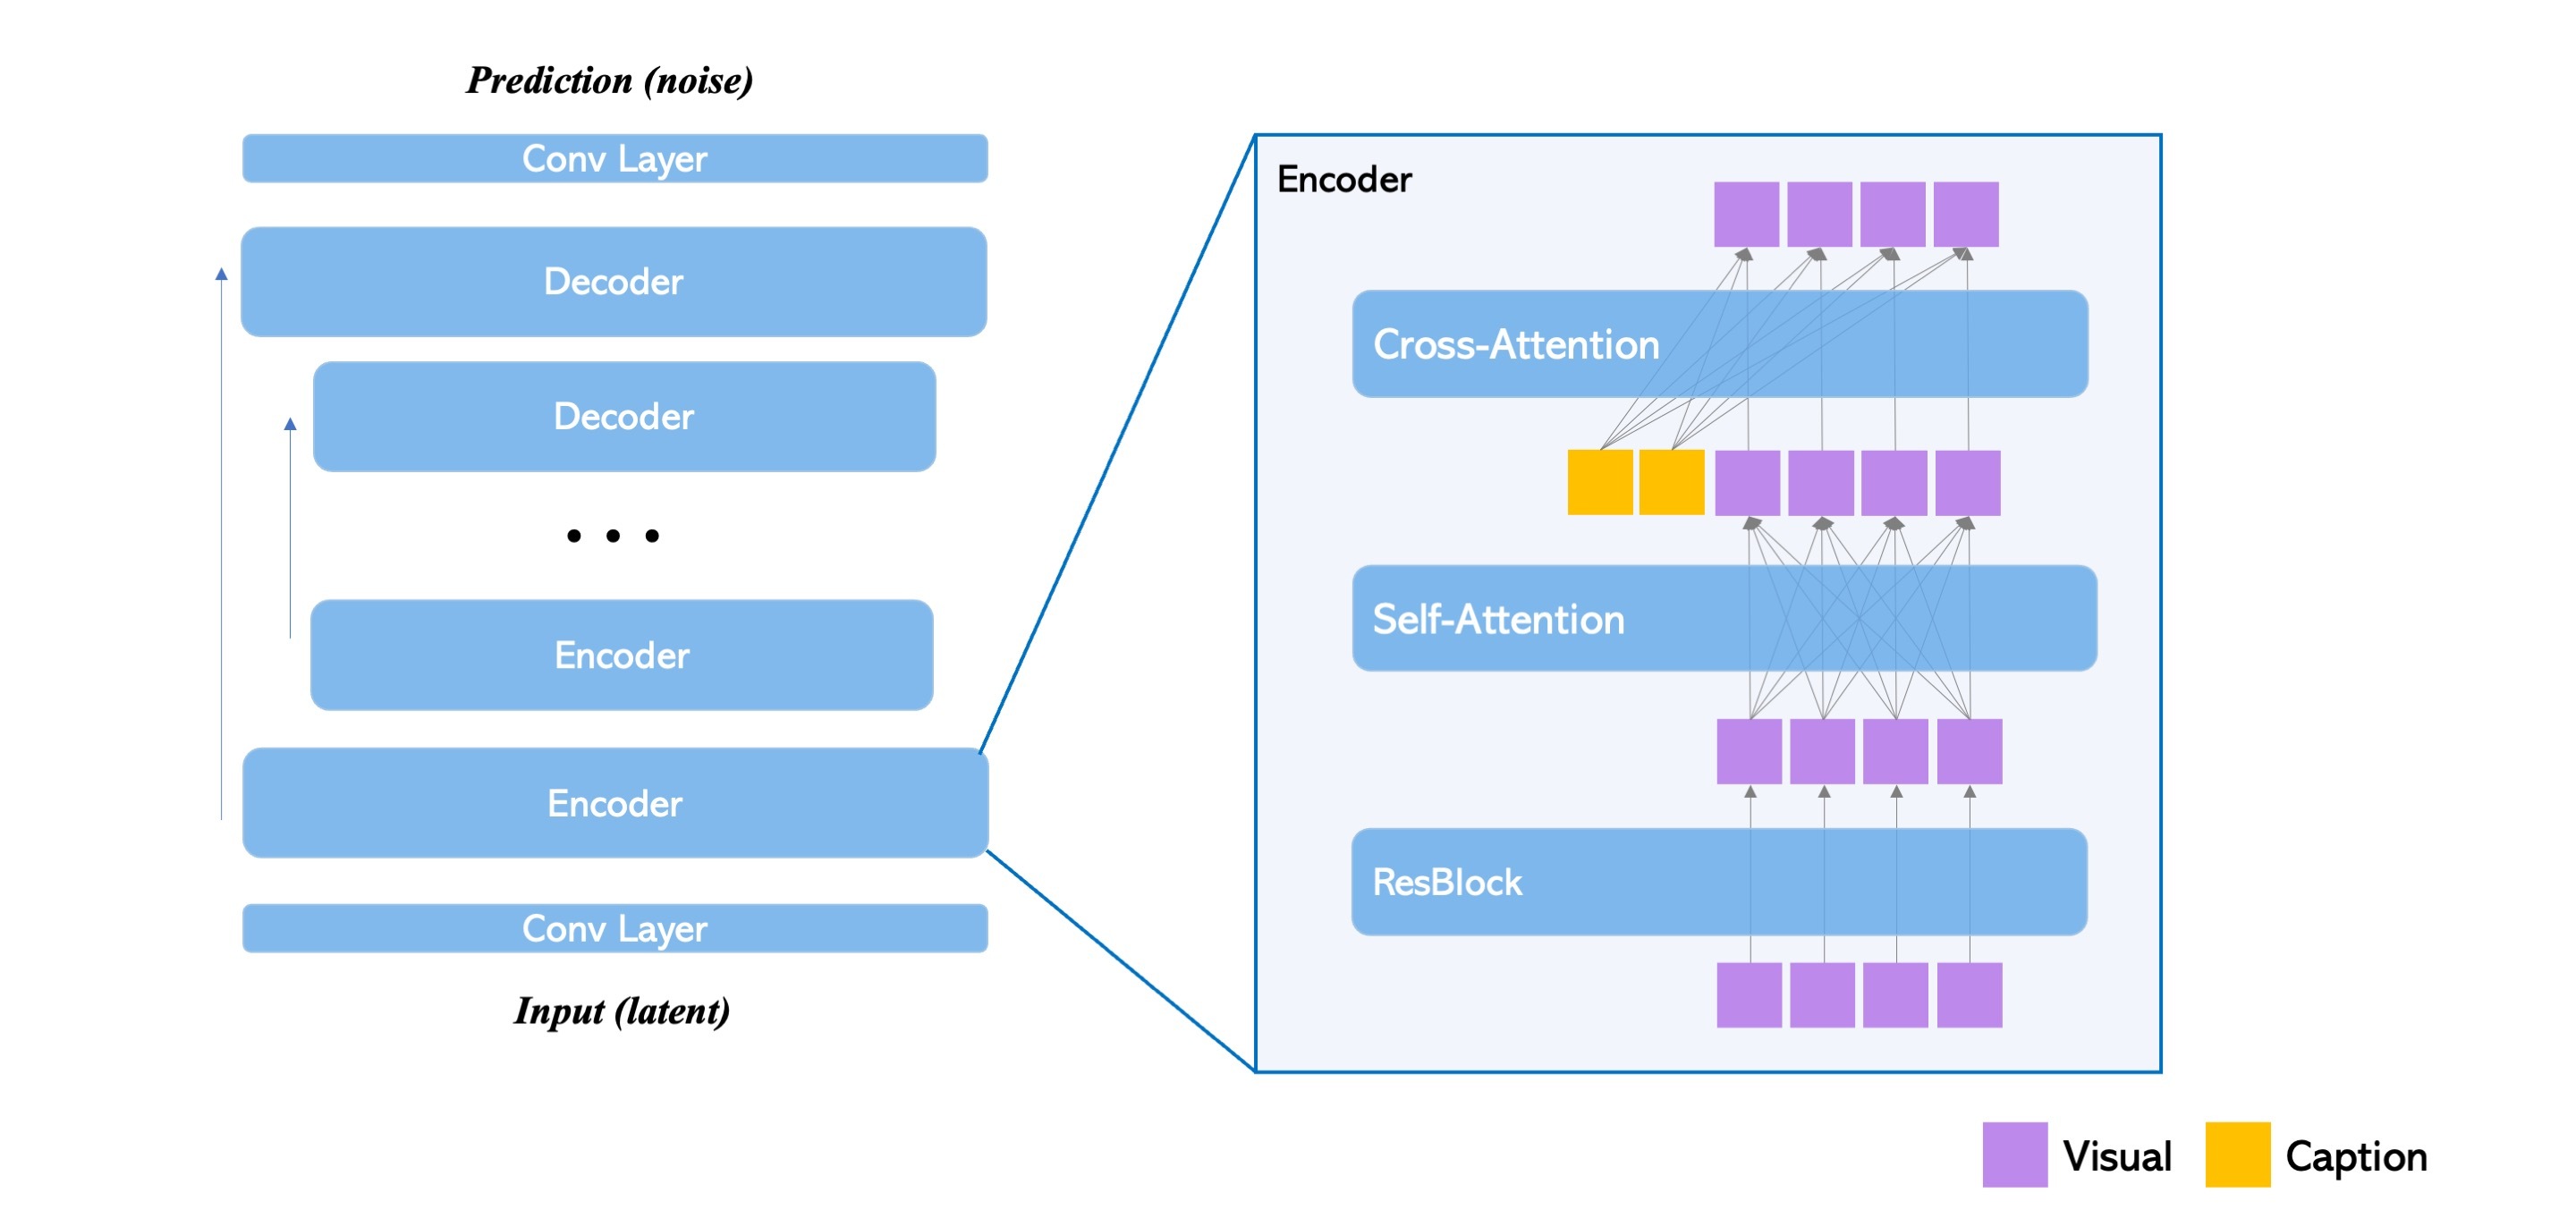 Prediction (noise)
Conv Layer
Decoder
Decoder
• • •
Encoder
Encoder
Conv Layer
Input (latent)
Encoder
Cross-Attention
Self-Attention
ResBlock
Visual
Caption